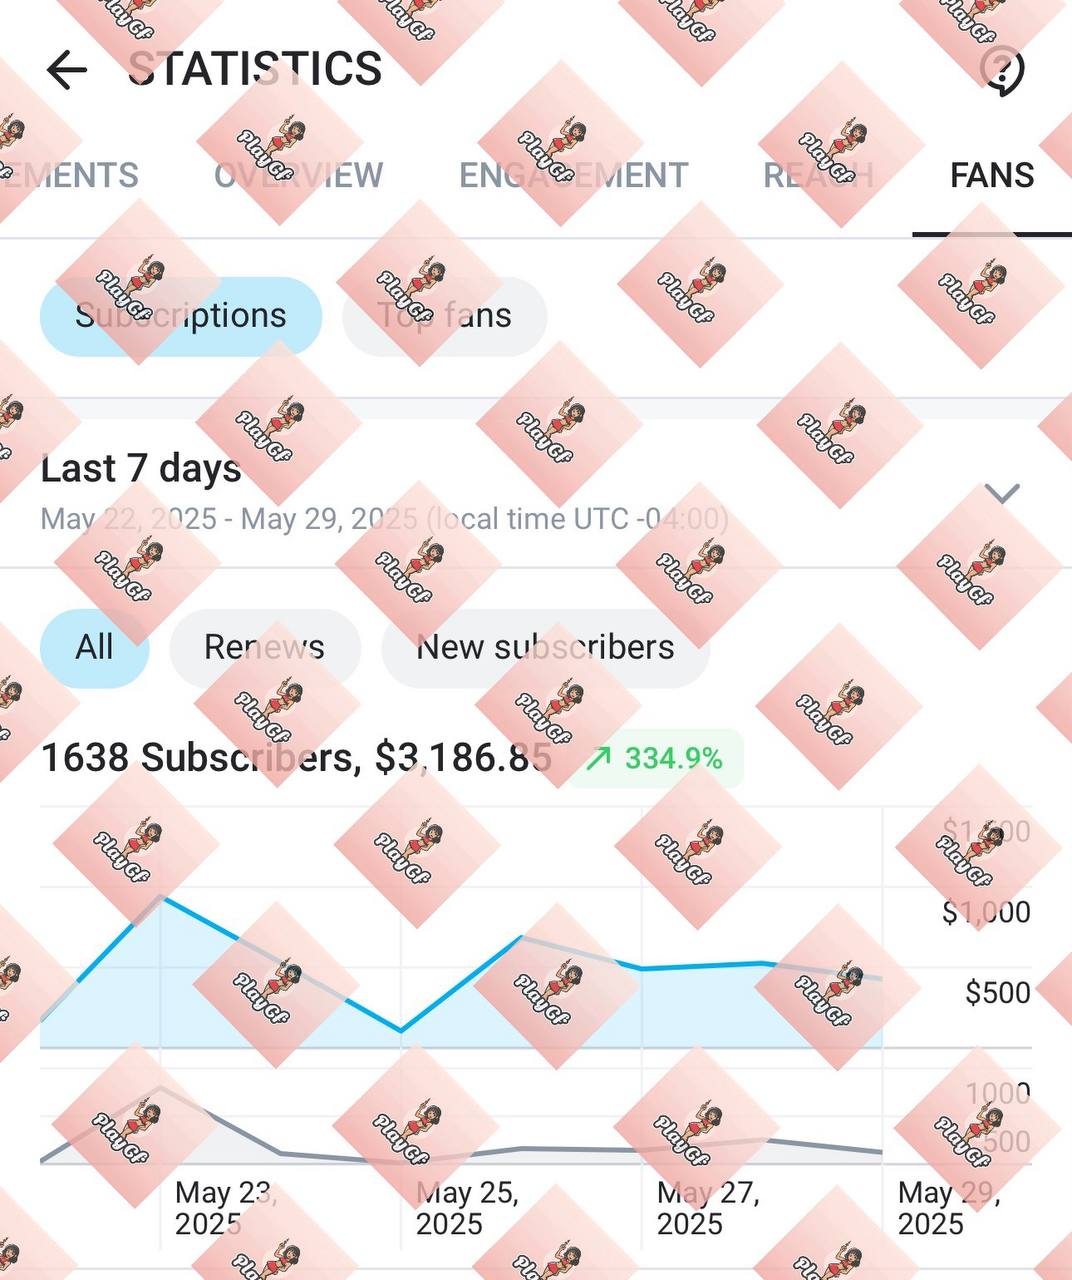 STATISTICS
EMENTS OVERVIEW ENGAGEMENT REACH FANS
Subscriptions Top fans
Last 7 days
May 22, 2025 - May 29, 2025 (local time UTC -04:00)
All Renews New subscribers
1638 Subscribers, $3,186.85 334.9%
$1,500
$1,000
$500
1000
500
May 23, 2025
May 25, 2025
May 27, 2025
May 29, 2025
PlayGf